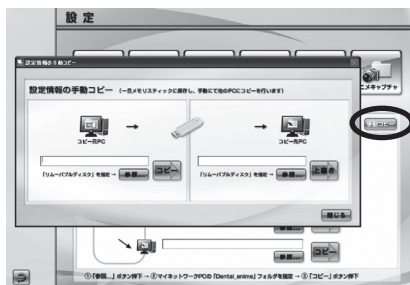 設 定
設定情報の手動コピー
ニメキャプチャ
設定情報の手動コピー (一旦メモリスティックに保存し、手動にて他のPCにコピーを行います)
コピー元PC
コピー先PC
「リムーバブルディスク」を指定 → 参照... コピー
「リムーバブルディスク」を指定 → 参照... 上書き
閉じる
参照... コピー
①「参照...」ボタン押下 → ②マイネットワークPCの「Dental_anime」フォルダを指定 → ③「コピー」ボタン押下